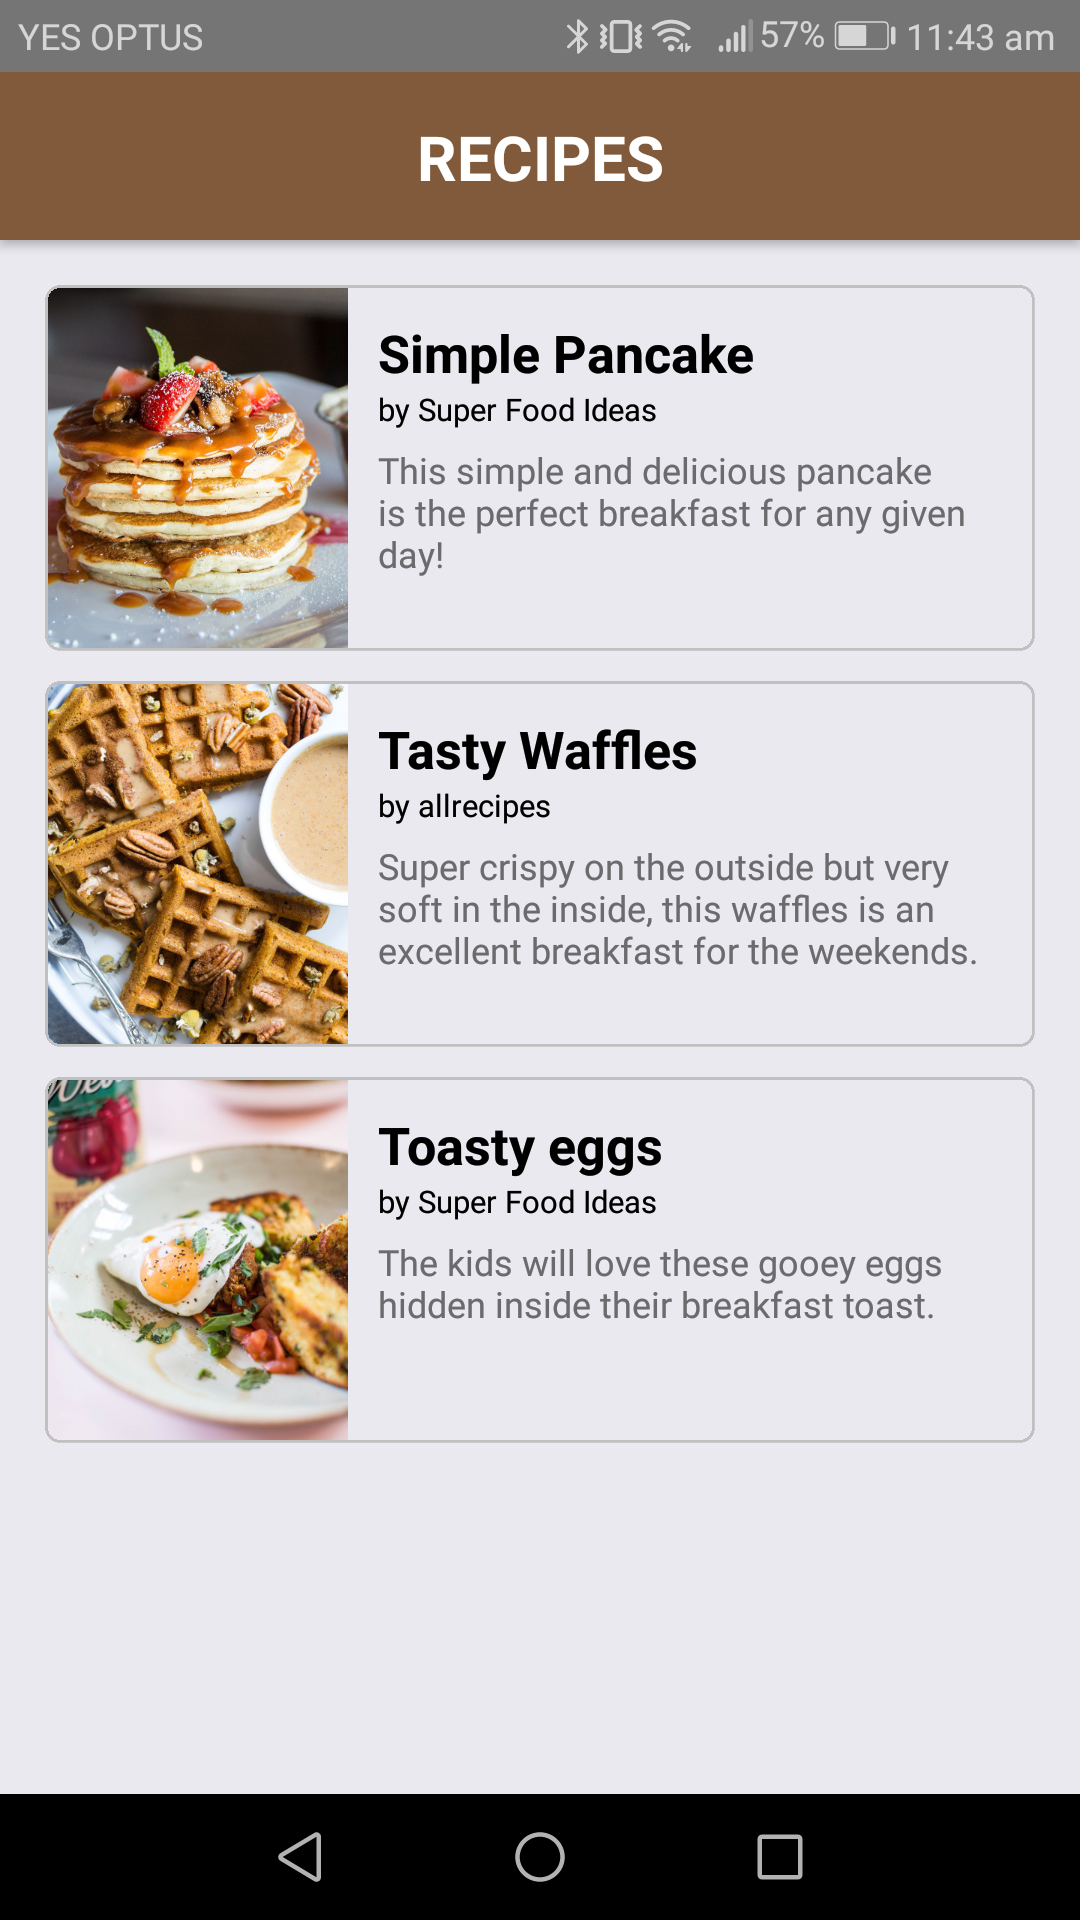 YES OPTUS 57% 11:43 am
RECIPES
Simple Pancake
by Super Food Ideas
This simple and delicious pancake
is the perfect breakfast for any given
day!
Tasty Waffles
by allrecipes
Super crispy on the outside but very
soft in the inside, this waffles is an
excellent breakfast for the weekends.
Toasty eggs
by Super Food Ideas
The kids will love these gooey eggs
hidden inside their breakfast toast.